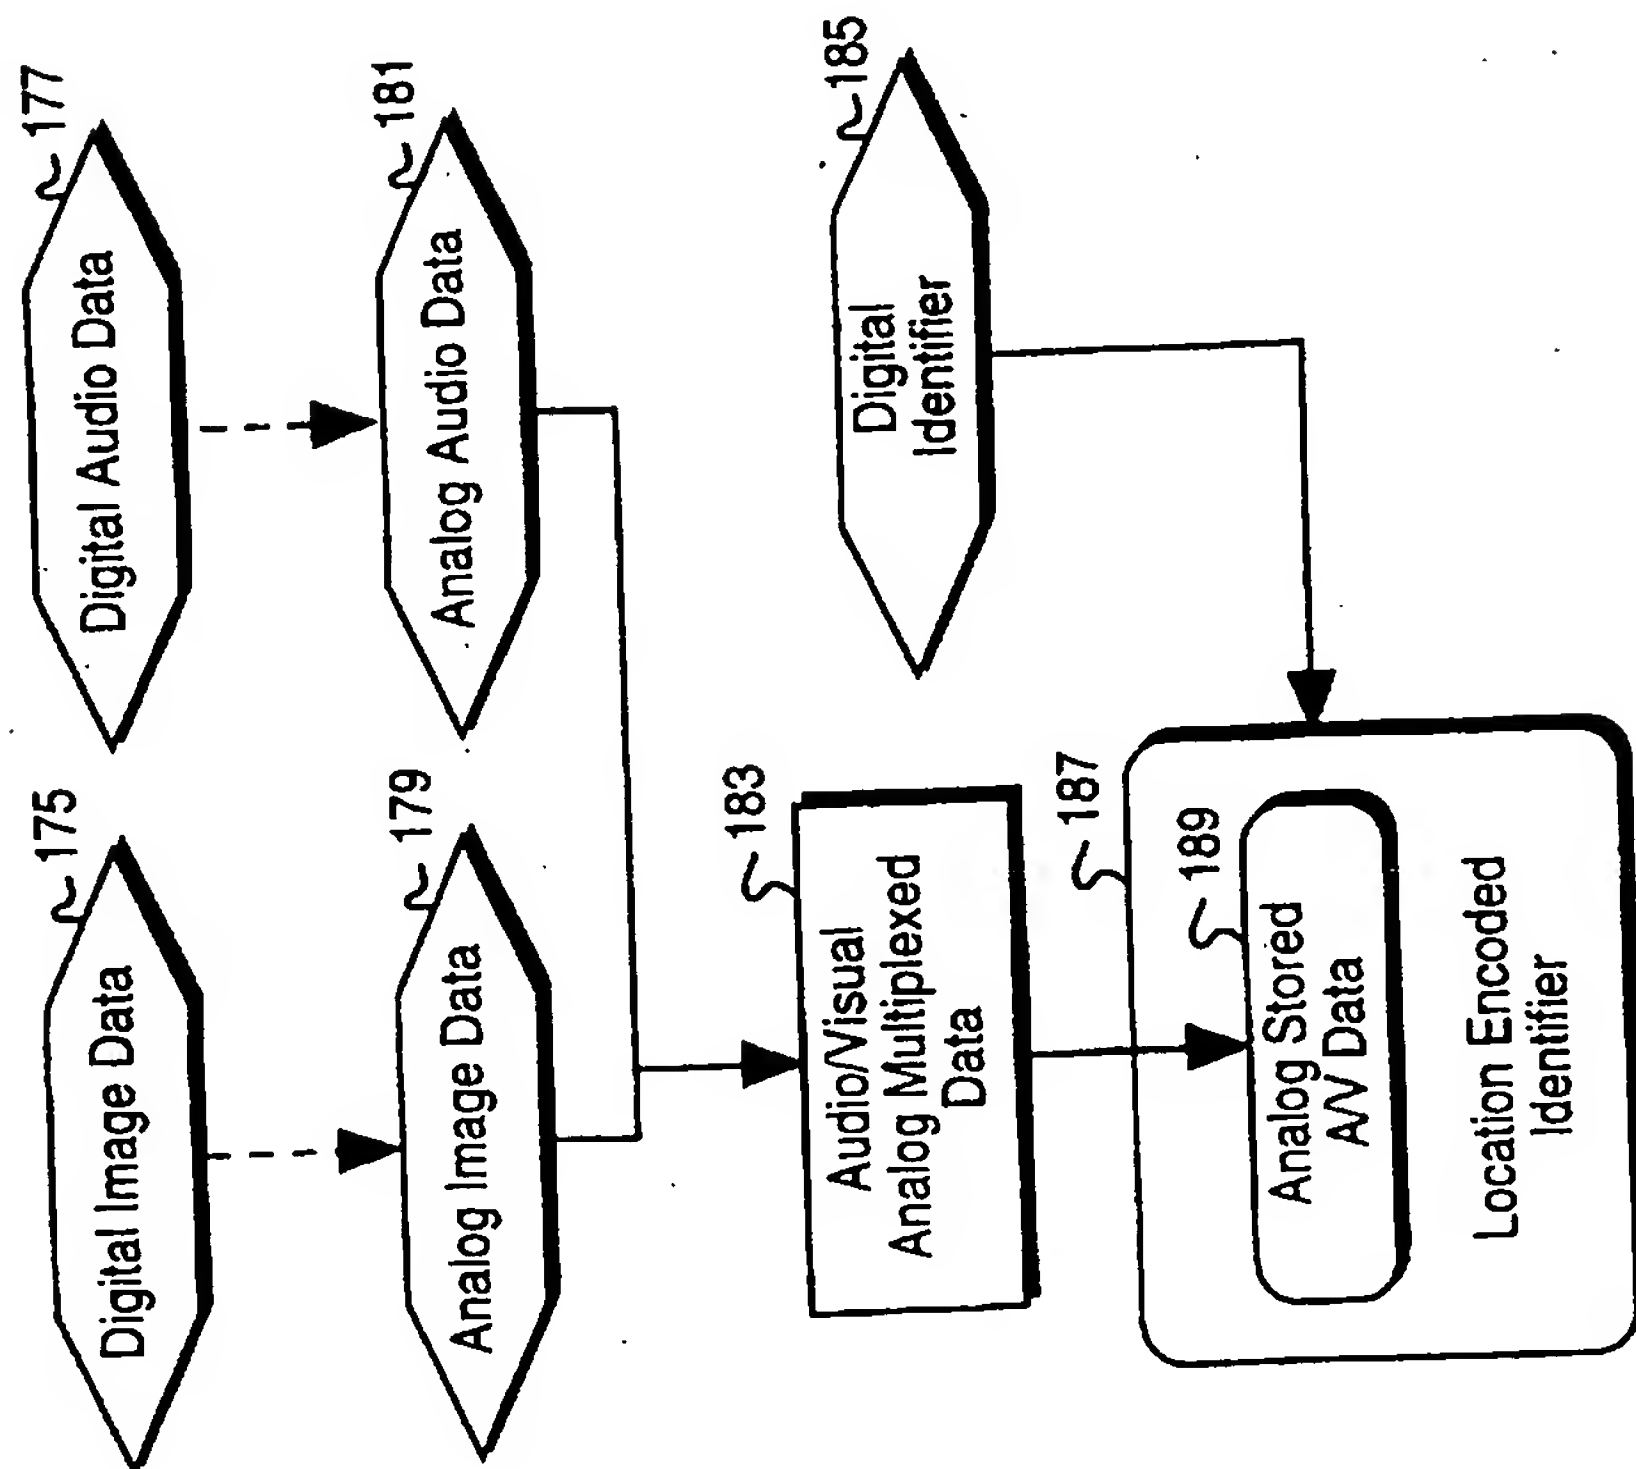 175
Digital Image Data
177
Digital Audio Data
179
Analog Image Data
181
Analog Audio Data
183
Audio/Visual
Analog Multiplexed
Data
185
Digital
Identifier
187
189
Analog Stored
A/V Data
Location Encoded
Identifier